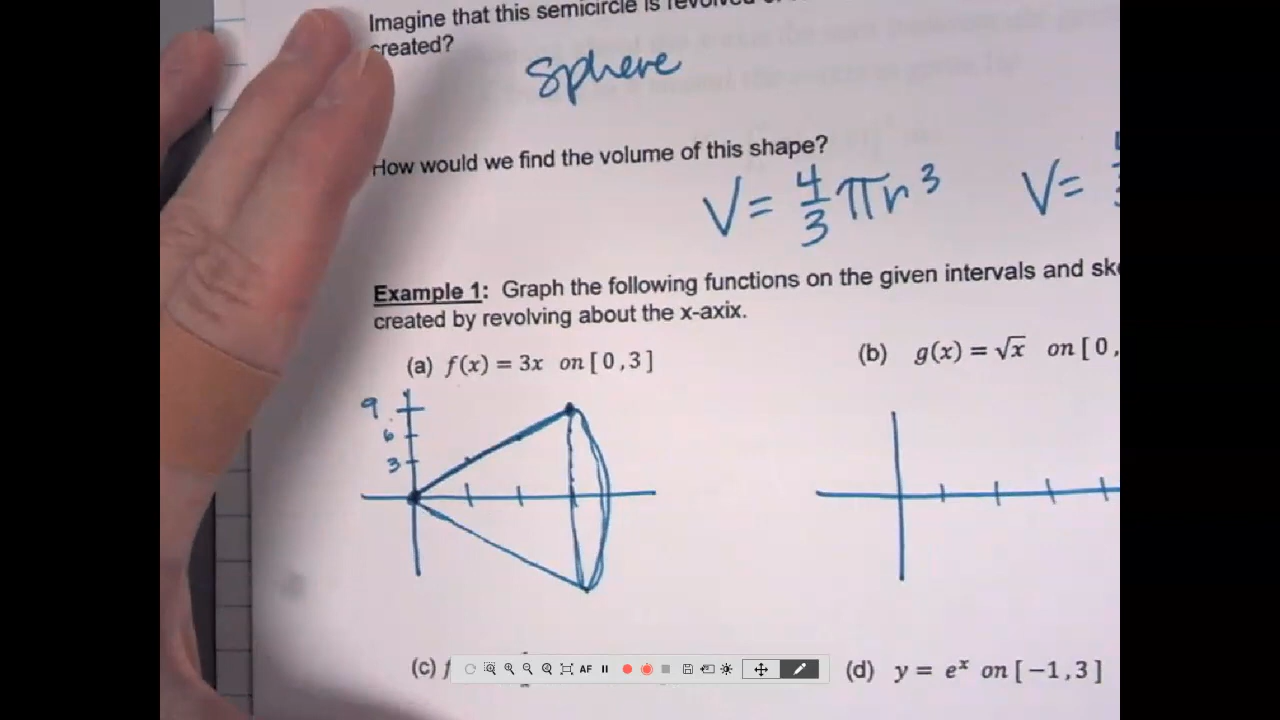 Imagine that this semicircle is revolved
created?
sphere
How would we find the volume of this shape?
V = 4/3 πr³ V =
Example 1: Graph the following functions on the given intervals and
created by revolving about the x-axix.
(a) f(x) = 3x on [0,3]
(b) g(x) = √x on [0,
9
6
3
(c)
AF
(d) y = eˣ on [−1,3]